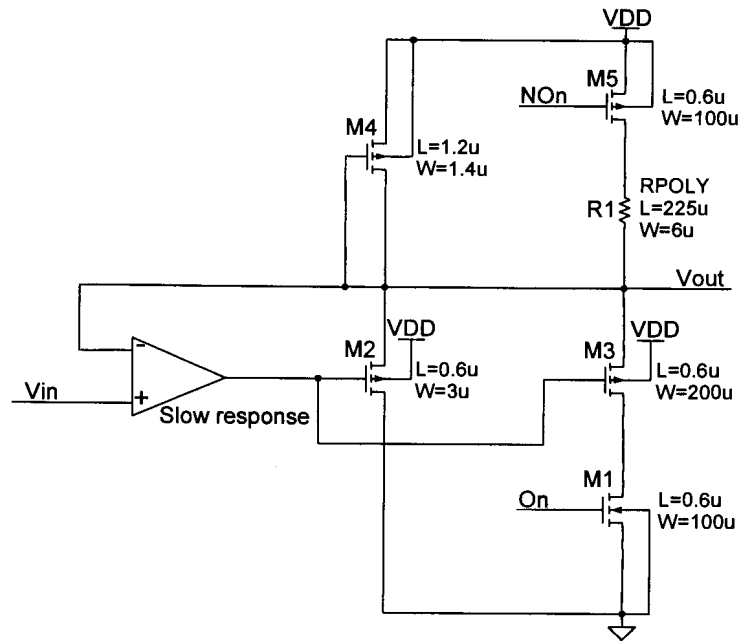 VDD
M5
NOn
L=0.6u
W=100u
M4
L=1.2u
W=1.4u
RPOLY
R1
L=225u
W=6u
Vout
-
VDD
VDD
M2
M3
L=0.6u
W=3u
L=0.6u
W=200u
Vin
+
Slow response
M1
On
L=0.6u
W=100u